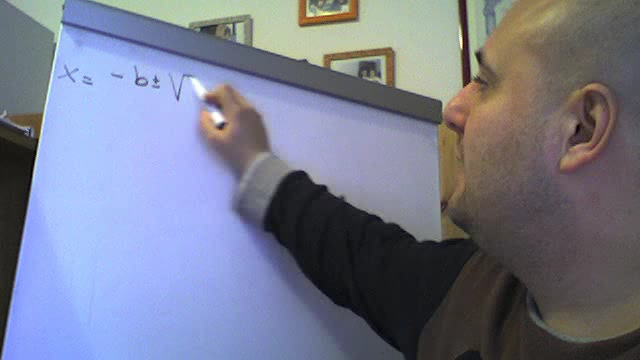 x = -b ± √